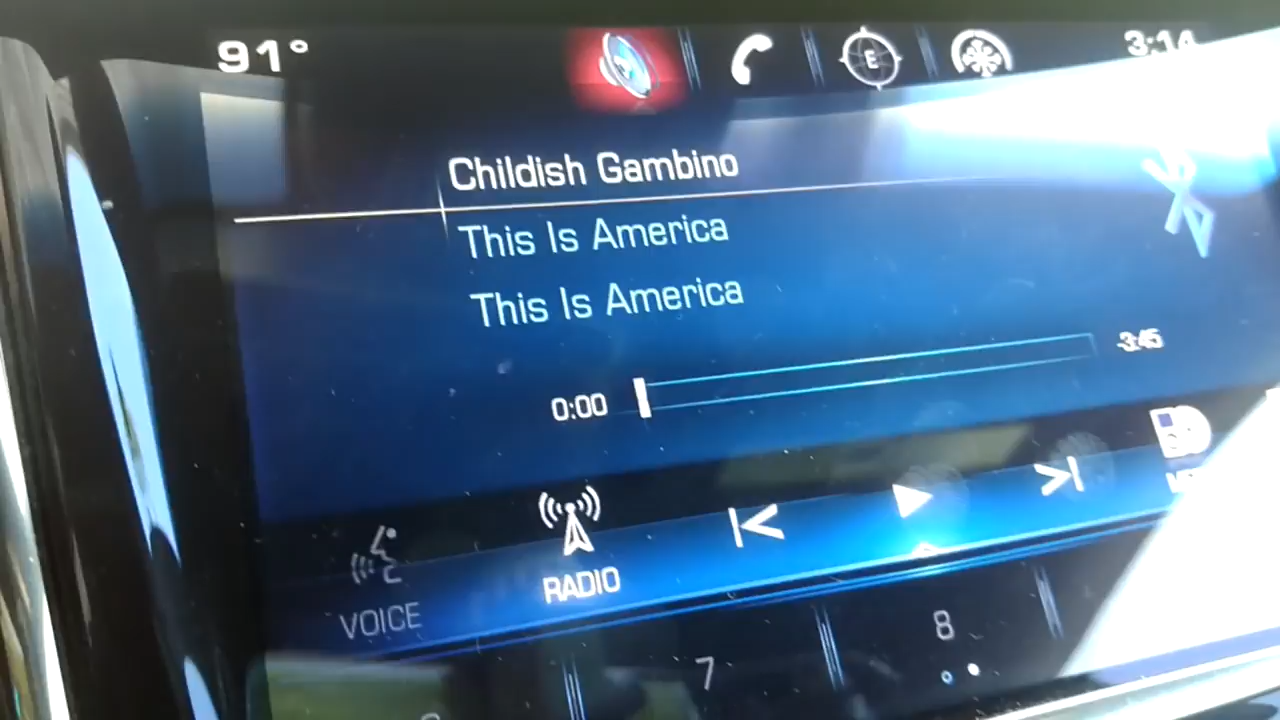 91° E 3:14
Childish Gambino
This Is America
This Is America
0:00 -3:45
VOICE RADIO
7 8